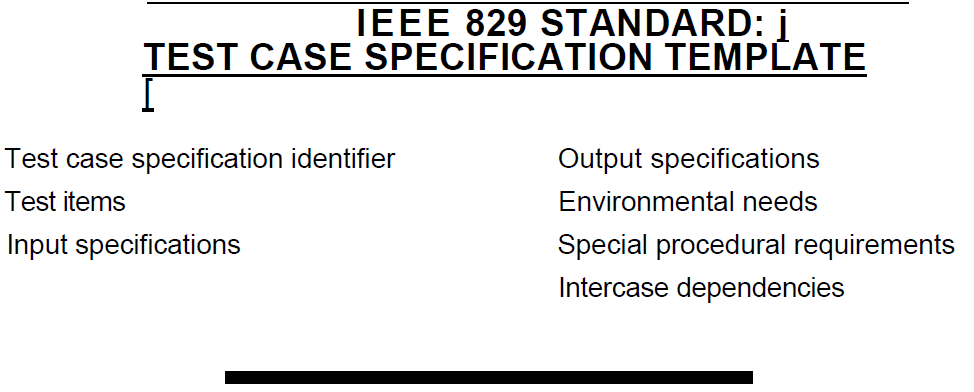 IEEE 829 STANDARD: j
TEST CASE SPECIFICATION TEMPLATE
[
Test case specification identifier
Test items
Input specifications
Output specifications
Environmental needs
Special procedural requirements
Intercase dependencies